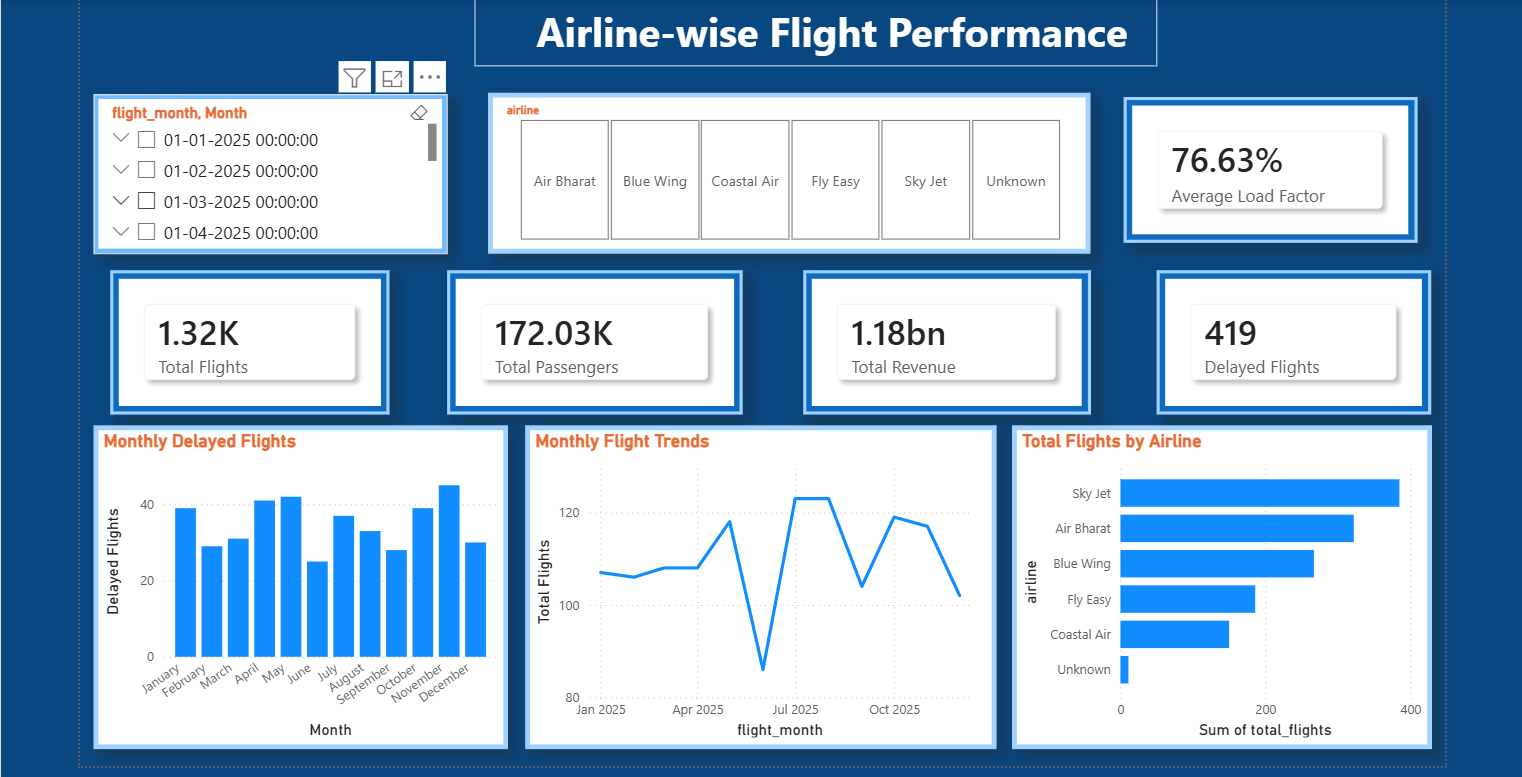 Airline-wise Flight Performance
flight_month, Month
01-01-2025 00:00:00
01-02-2025 00:00:00
01-03-2025 00:00:00
01-04-2025 00:00:00
airline
Air Bharat
Blue Wing
Coastal Air
Fly Easy
Sky Jet
Unknown
76.63%
Average Load Factor
1.32K
Total Flights
172.03K
Total Passengers
1.18bn
Total Revenue
419
Delayed Flights
Monthly Delayed Flights
Delayed Flights
40
20
0
January
February
March
April
May
June
July
August
September
October
November
December
Month
Monthly Flight Trends
Total Flights
120
100
80
Jan 2025
Apr 2025
Jul 2025
Oct 2025
flight_month
Total Flights by Airline
airline
Sky Jet
Air Bharat
Blue Wing
Fly Easy
Coastal Air
Unknown
0
200
400
Sum of total_flights